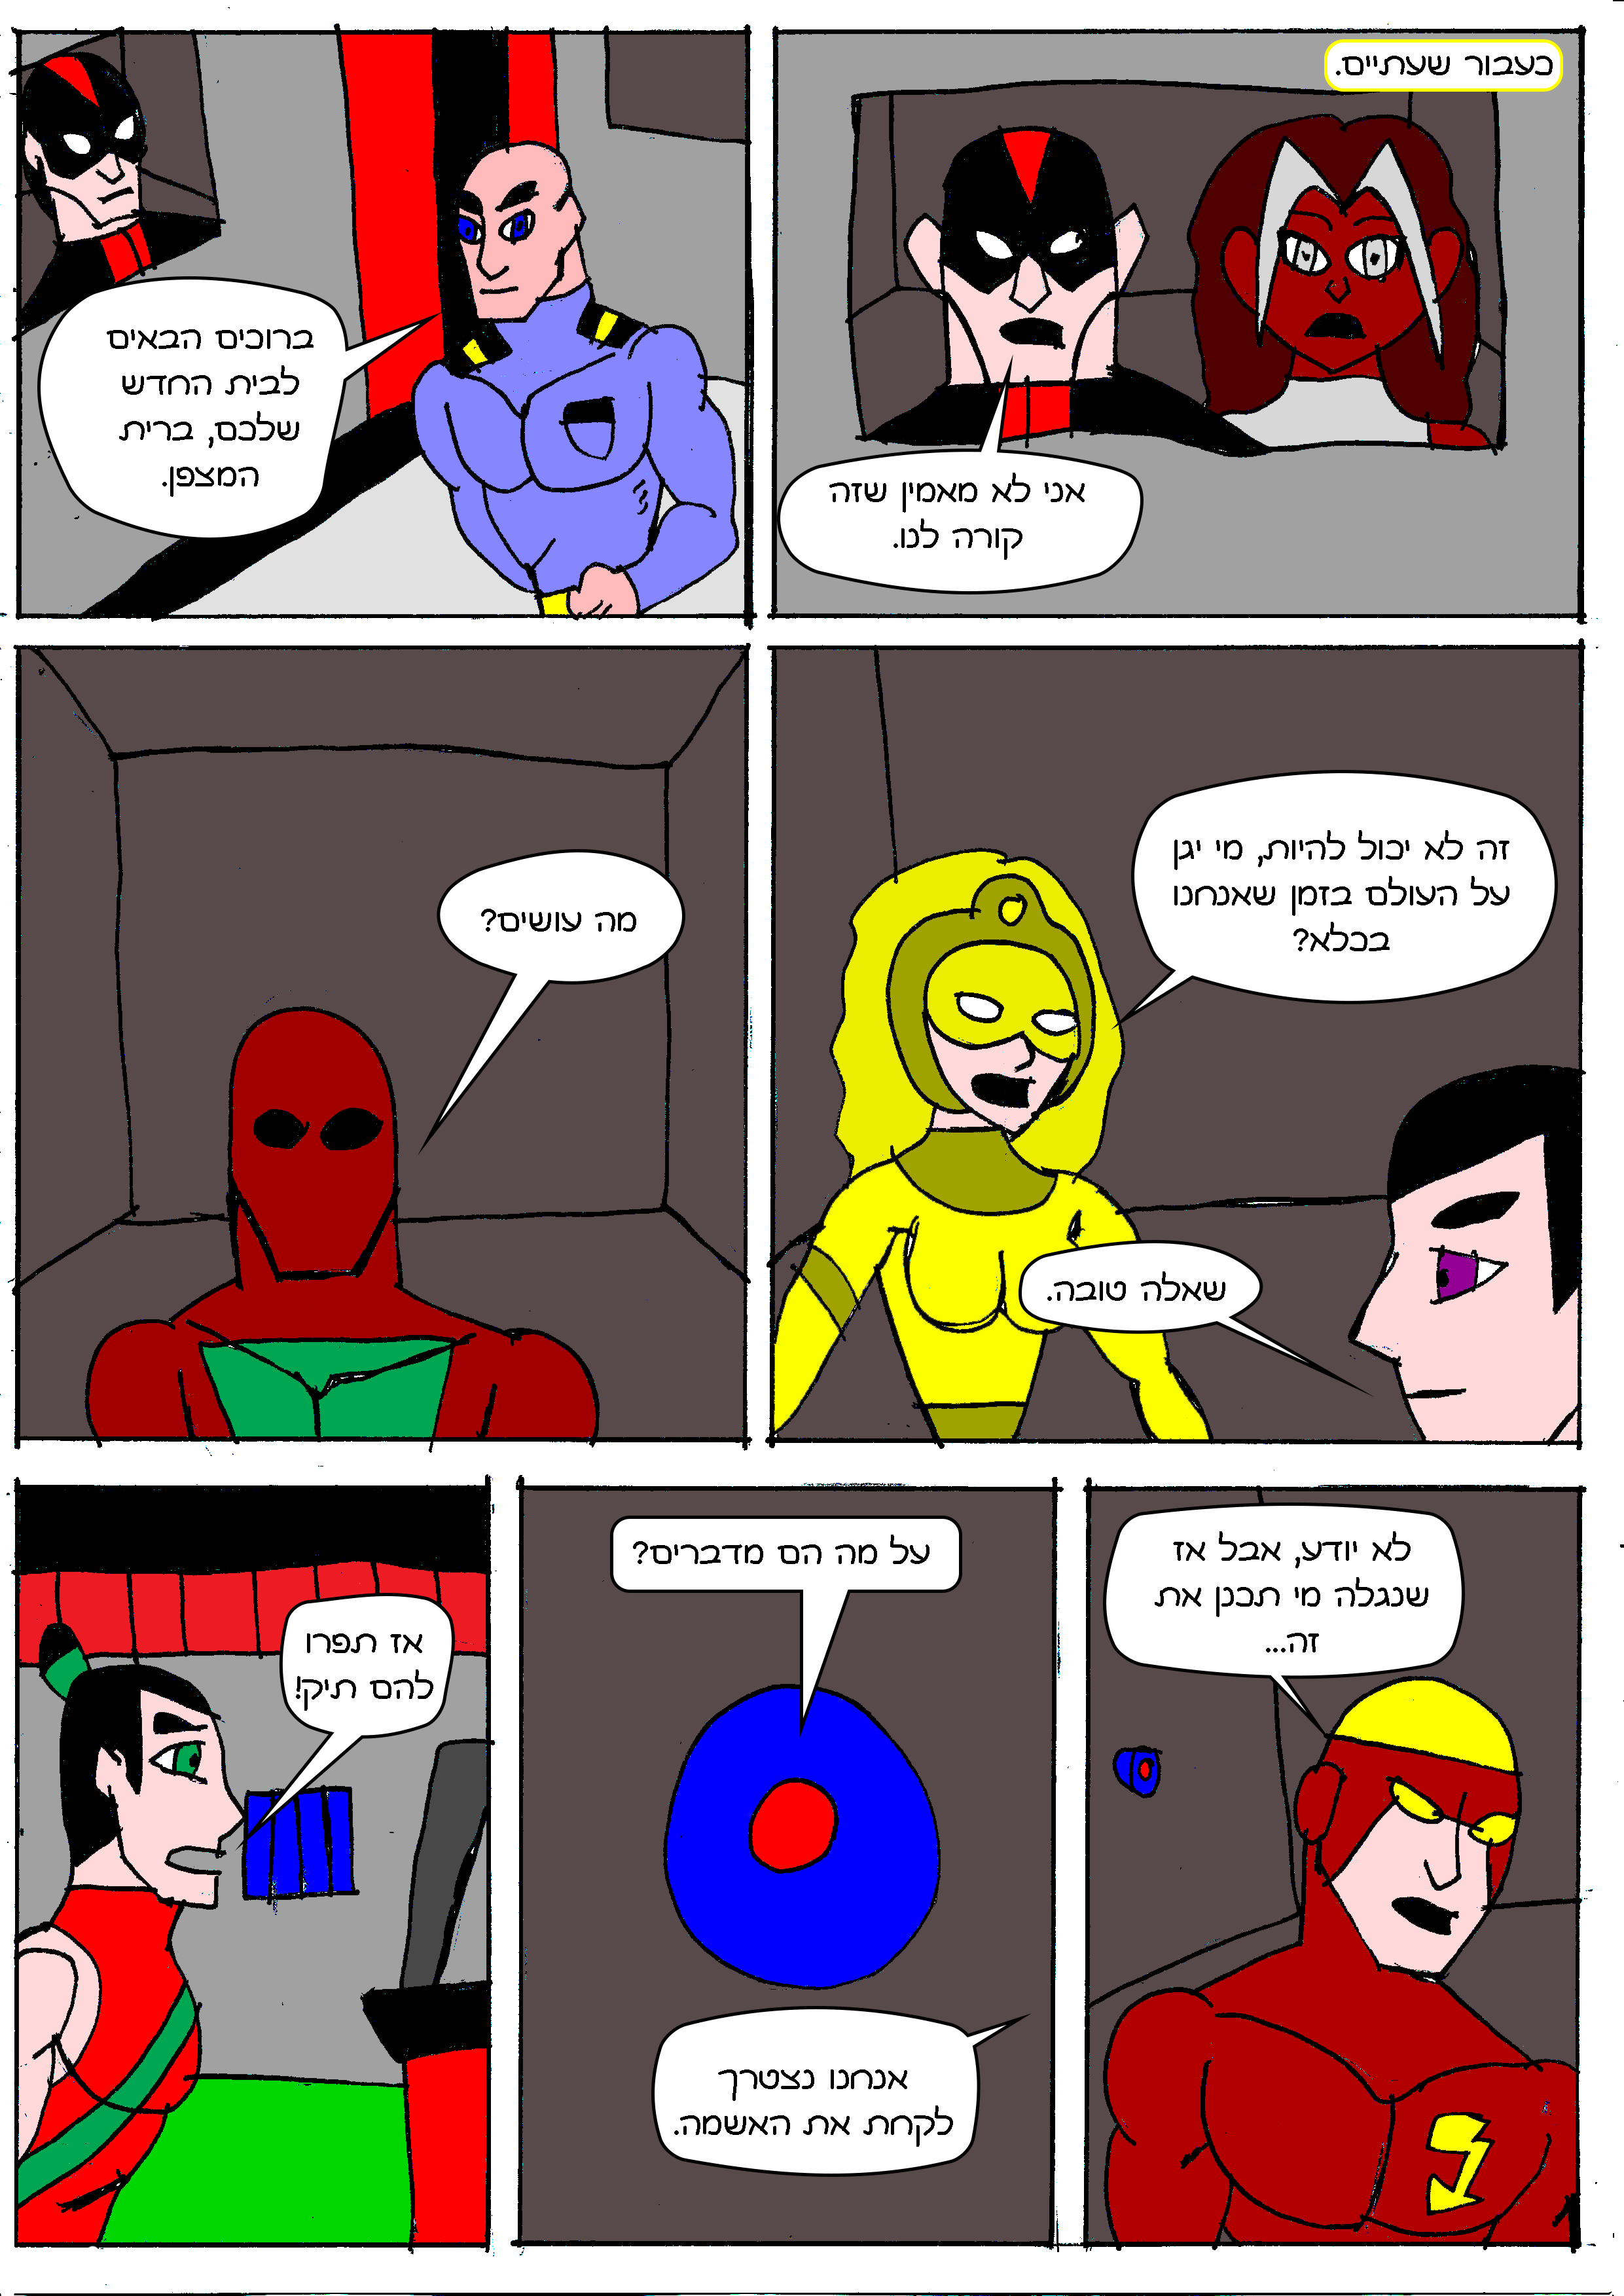 כעבור שעתיים.
אני לא מאמין שזה
קורה לנו.
ברוכים הבאים
לבית החדש
שלכם, ברית
המצפן.
זה לא יכול להיות, מי יגן
על העולם בזמן שאנחנו
בכלא?
שאלה טובה.
מה עושים?
לא יודע, אבל אז
שנגלה מי תכנן את
זה...
על מה הם מדברים?
אנחנו נצטרך
לקחת את האשמה.
אז תפרו
להם תיק!